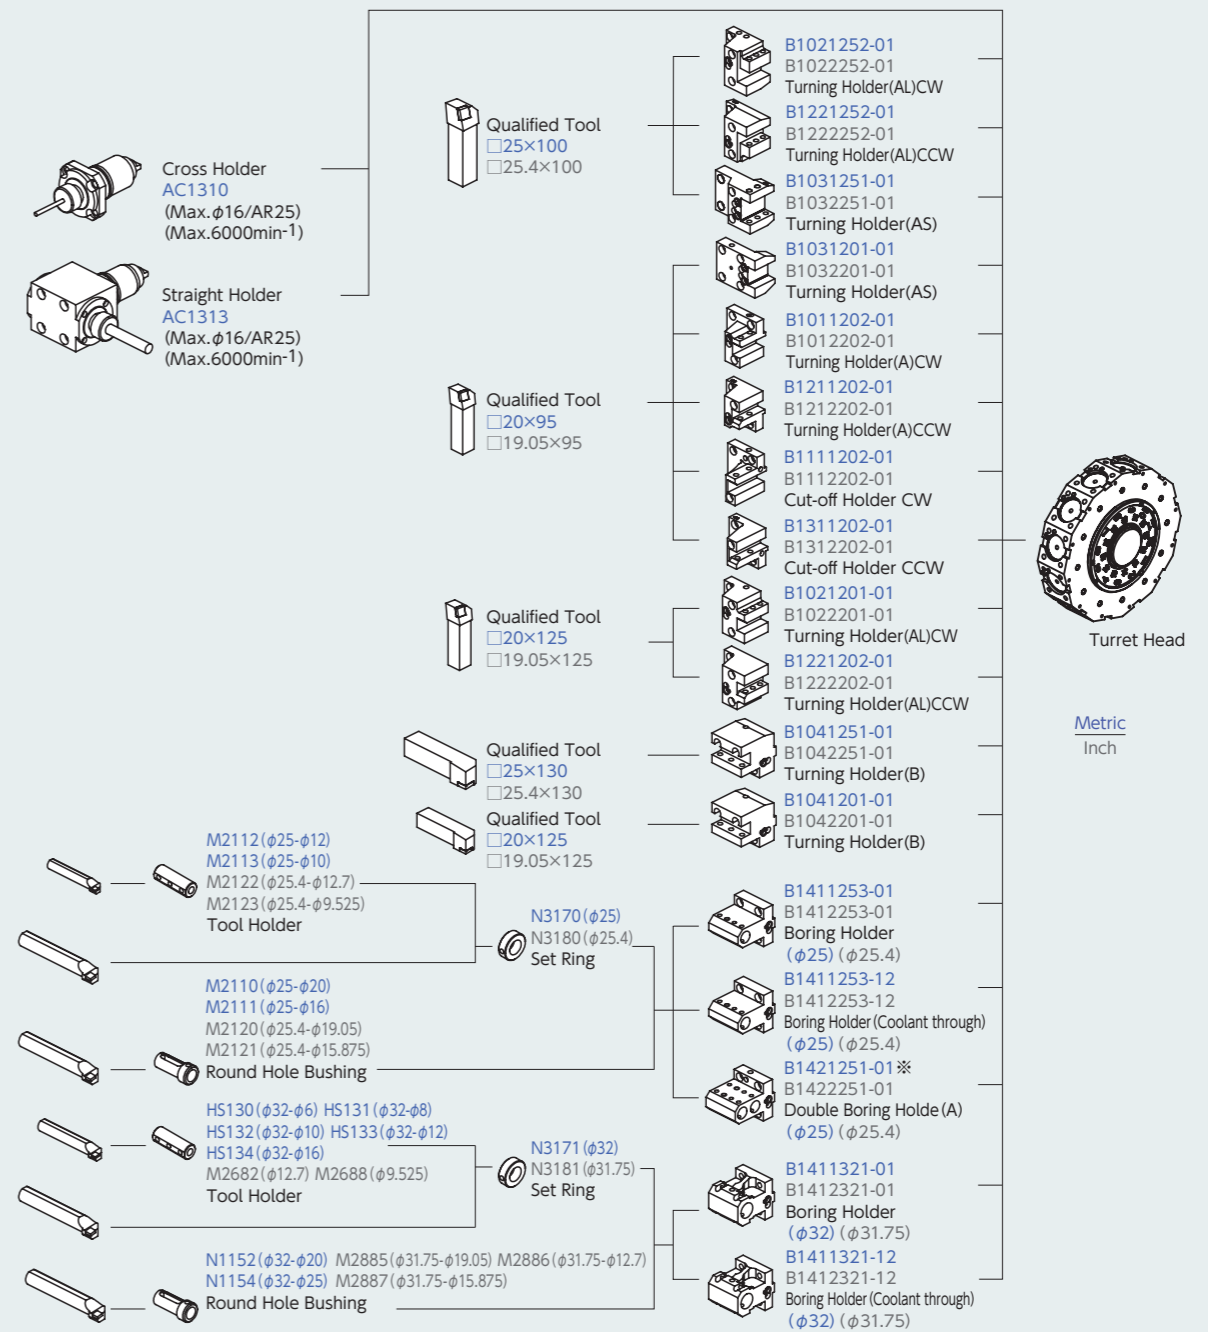 Cross Holder
AC1310
(Max.φ16/AR25)
(Max.6000min-1)
Straight Holder
AC1313
(Max.φ16/AR25)
(Max.6000min-1)
Qualified Tool
□25×100
□25.4×100
B1021252-01
B1022252-01
Turning Holder(AL)CW
B1221252-01
B1222252-01
Turning Holder(AL)CCW
B1031251-01
B1032251-01
Turning Holder(AS)
Qualified Tool
□20×95
□19.05×95
B1031201-01
B1032201-01
Turning Holder(AS)
B1011202-01
B1012202-01
Turning Holder(A)CW
B1211202-01
B1212202-01
Turning Holder(A)CCW
B1111202-01
B1112202-01
Cut-off Holder CW
B1311202-01
B1312202-01
Cut-off Holder CCW
Qualified Tool
□20×125
□19.05×125
B1021201-01
B1022201-01
Turning Holder(AL)CW
B1221202-01
B1222202-01
Turning Holder(AL)CCW
Turret Head
Metric
Inch
Qualified Tool
□25×130
□25.4×130
B1041251-01
B1042251-01
Turning Holder(B)
Qualified Tool
□20×125
□19.05×125
B1041201-01
B1042201-01
Turning Holder(B)
M2112(φ25-φ12)
M2113(φ25-φ10)
M2122(φ25.4-φ12.7)
M2123(φ25.4-φ9.525)
Tool Holder
N3170(φ25)
N3180(φ25.4)
Set Ring
M2110(φ25-φ20)
M2111(φ25-φ16)
M2120(φ25.4-φ19.05)
M2121(φ25.4-φ15.875)
Round Hole Bushing
B1411253-01
B1412253-01
Boring Holder
(φ25) (φ25.4)
B1411253-12
B1412253-12
Boring Holder(Coolant through)
(φ25) (φ25.4)
B1421251-01※
B1422251-01
Double Boring Holde(A)
(φ25) (φ25.4)
HS130(φ32-φ6) HS131(φ32-φ8)
HS132(φ32-φ10) HS133(φ32-φ12)
HS134(φ32-φ16)
M2682(φ12.7) M2688(φ9.525)
Tool Holder
N3171(φ32)
N3181(φ31.75)
Set Ring
N1152(φ32-φ20) M2885(φ31.75-φ19.05) M2886(φ31.75-φ12.7)
N1154(φ32-φ25) M2887(φ31.75-φ15.875)
Round Hole Bushing
B1411321-01
B1412321-01
Boring Holder
(φ32) (φ31.75)
B1411321-12
B1412321-12
Boring Holder(Coolant through)
(φ32) (φ31.75)